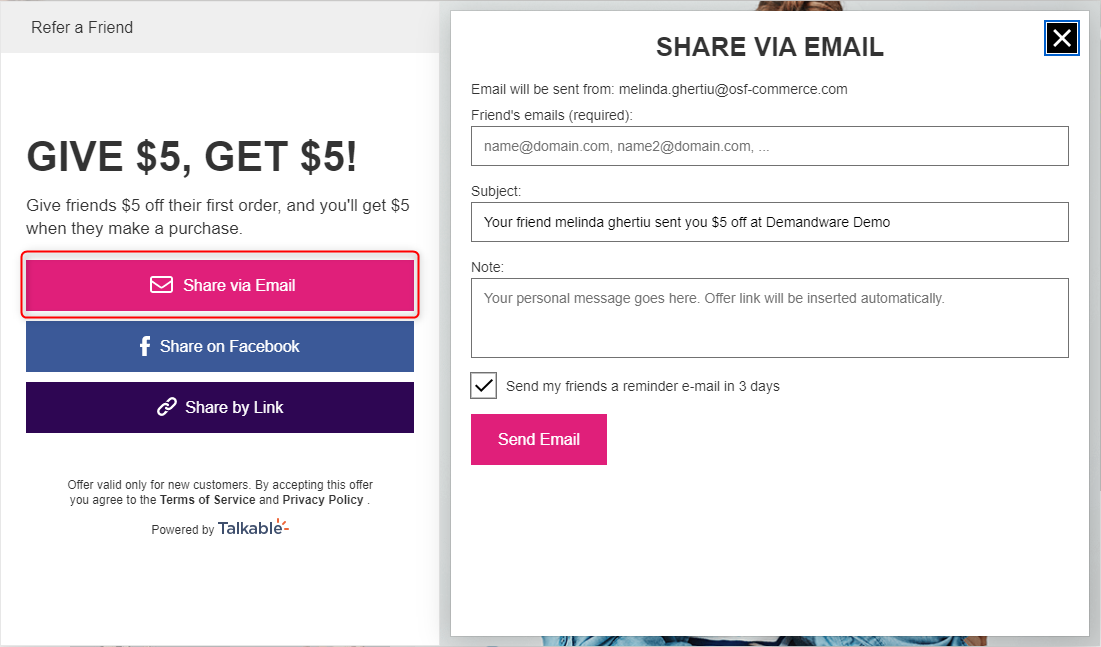 Refer a Friend
GIVE $5, GET $5!
Give friends $5 off their first order, and you'll get $5
when they make a purchase.
Share via Email
Share on Facebook
Share by Link
Offer valid only for new customers. By accepting this offer
you agree to the Terms of Service and Privacy Policy .
Powered by Talkable
SHARE VIA EMAIL
Email will be sent from: melinda.ghertiu@osf-commerce.com
Friend's emails (required):
name@domain.com, name2@domain.com, ...
Subject:
Your friend melinda ghertiu sent you $5 off at Demandware Demo
Note:
Your personal message goes here. Offer link will be inserted automatically.
Send my friends a reminder e-mail in 3 days
Send Email